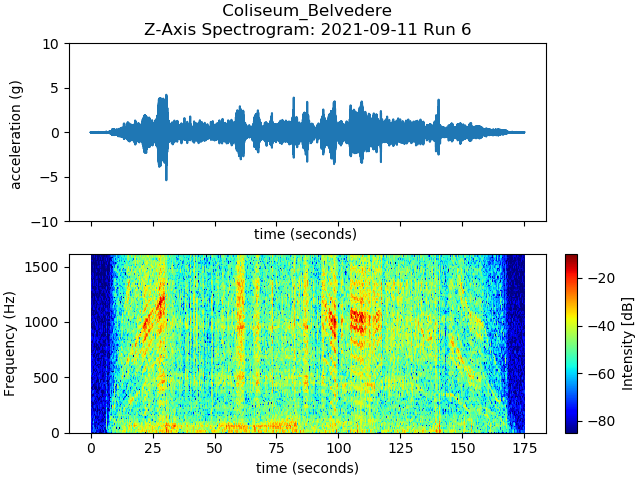 Coliseum_Belvedere
Z-Axis Spectrogram: 2021-09-11 Run 6
10
5
0
−5
−10
acceleration (g)
time (seconds)
1500
1000
500
0
Frequency (Hz)
0 25 50 75 100 125 150 175
time (seconds)
−20
−40
−60
−80
Intensity [dB]